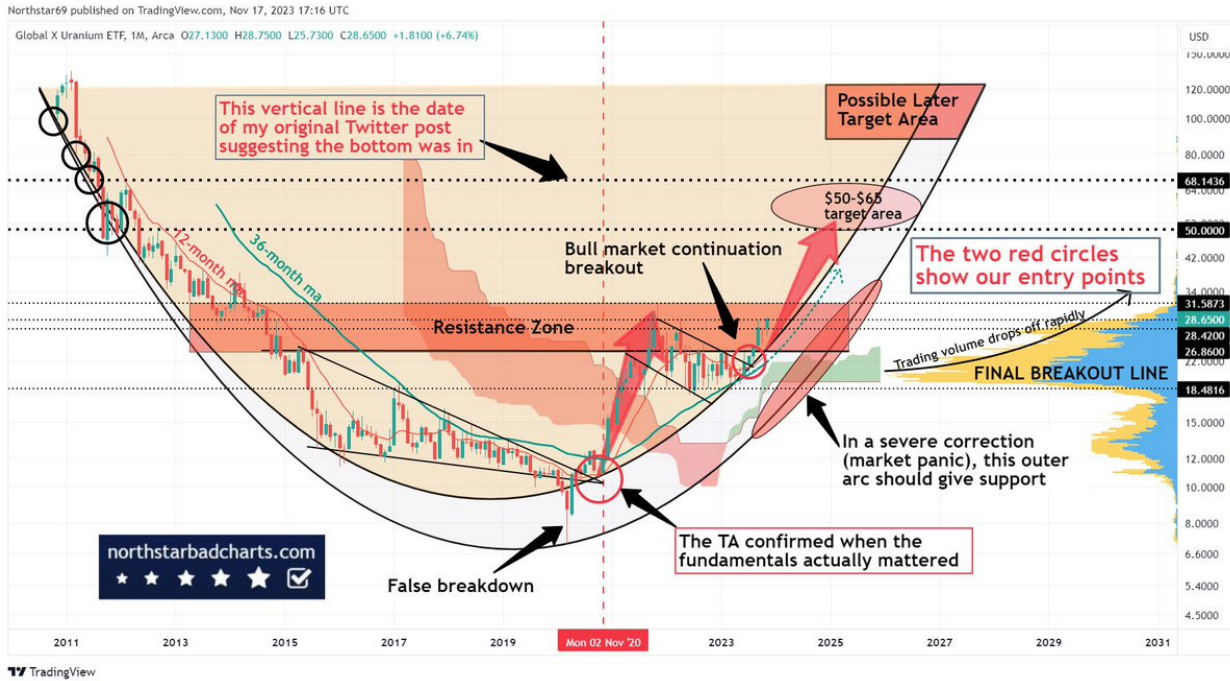 Northstar69 published on TradingView.com, Nov 17, 2023 17:16 UTC
Global X Uranium ETF, 1M, Arca O27.1300 H28.7500 L25.7300 C28.6500 +1.8100 (+6.74%)
USD
150.0000
120.0000
100.0000
80.0000
68.1436
64.0000
50.0000
42.0000
34.0000
31.5873
28.6500
28.4200
26.8600
22.0000
18.4816
15.0000
12.0000
10.0000
8.0000
6.6000
5.4000
4.5000
This vertical line is the date
of my original Twitter post
suggesting the bottom was in
Possible Later
Target Area
$50-$65
target area
Bull market continuation
breakout
The two red circles
show our entry points
12-month ma
36-month ma
Resistance Zone
Trading volume drops off rapidly
FINAL BREAKOUT LINE
In a severe correction
(market panic), this outer
arc should give support
The TA confirmed when the
fundamentals actually mattered
False breakdown
northstarbadcharts.com
2011
2013
2015
2017
2019
Mon 02 Nov '20
2023
2025
2027
2029
2031
TradingView